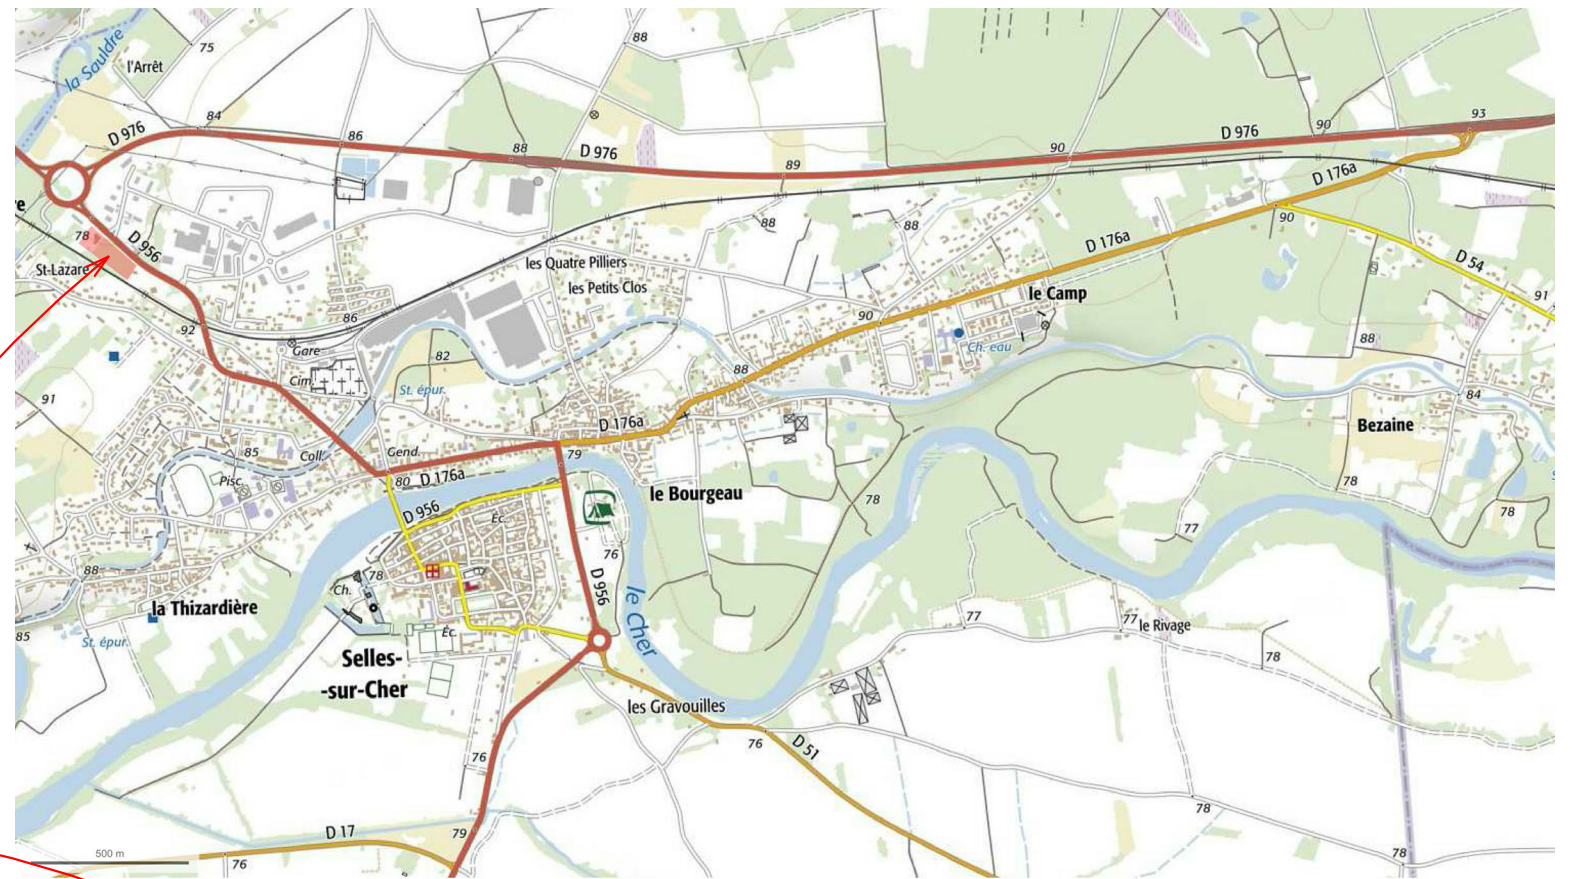 88
75
la Sauldre
l'Arrêt
84
93
D 976
86
90
D 976
88
D 976
90
89
D 176a
re
90
88
88
78
D 956
D 176a
D 54
les Quatre Pilliers
St-Lazare
les Petits Clos
le Camp
91
86
90
92
88
Gare
82
Ch. eau
88
Cim.
St. épur.
91
84
D 176a
Bezaine
85
Coll.
Gend.
79
Pisc.
80
D 176a
78
le Bourgeau
78
D 956
Éc.
78
77
76
88
78
Ch.
D 956
le Cher
la Thizardière
77
77
le Rivage
85
St. épur.
Éc.
Selles-
-sur-Cher
78
les Gravouilles
76
D 51
76
78
D 17
79
500 m
76
78